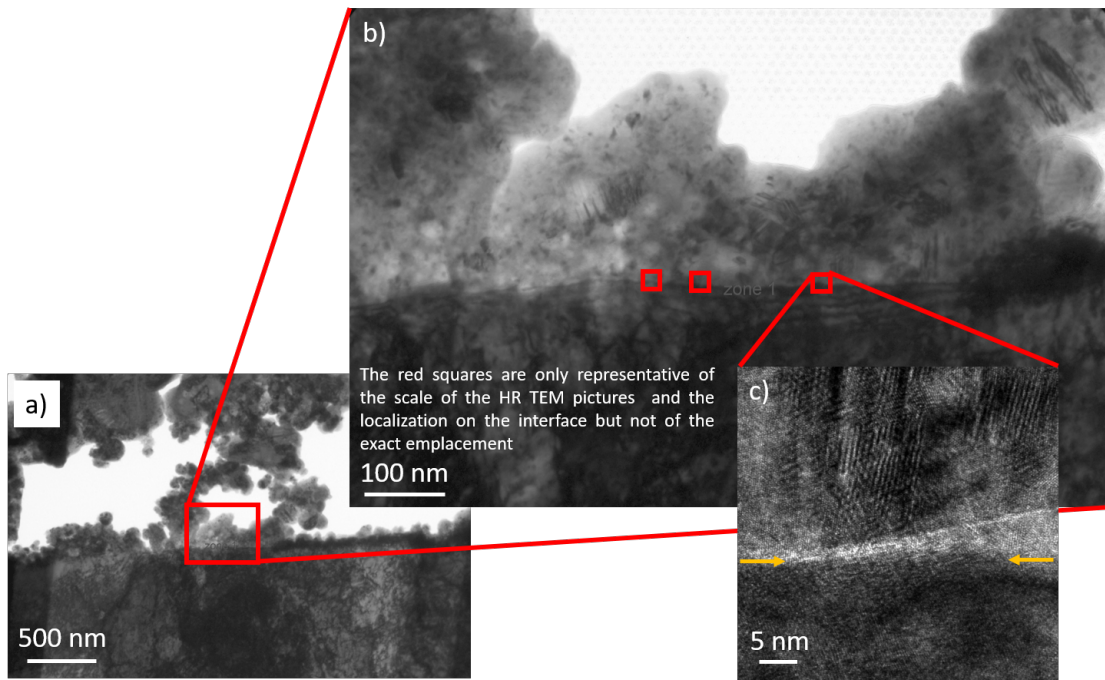 b)
zone I
The red squares are only representative of
the scale of the HR TEM pictures and the
localization on the interface but not of the
exact emplacement
100 nm
a)
500 nm
c)
5 nm